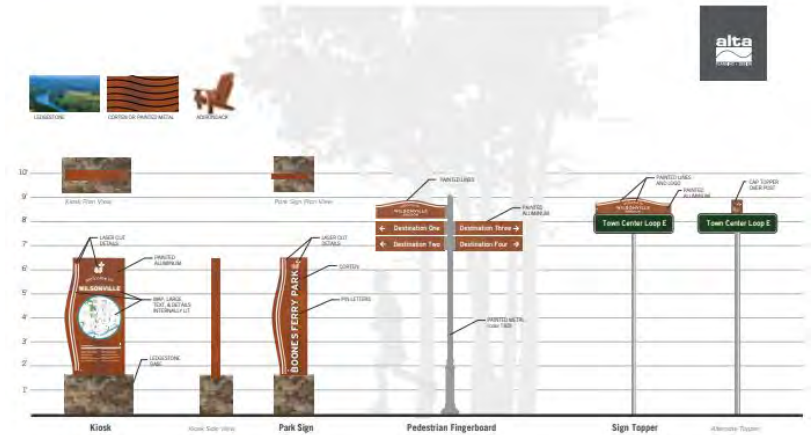 alta
LEDGESTONE
CORTEN OR PAINTED METAL
ADIRONDACK
10'
9'
8'
7'
6'
5'
4'
3'
2'
1'
Kiosk Plan View
Park Sign Plan View
LASER CUT
DETAILS
PAINTED
ALUMINUM
WILSONVILLE
MAP, LARGE
TEXT, & DETAILS
INTERNALLY LIT
LEDGESTONE
BASE
LASER CUT
DETAILS
CORTEN
PIN LETTERS
BOONES FERRY PARK
PAINTED LINES
WILSONVILLE
PAINTED
ALUMINUM
← Destination One
Destination Three →
← Destination Two
Destination Four →
PAINTED METAL
PAINTED LINES
AND LOGO
PAINTED
ALUMINUM
WILSONVILLE
Town Center Loop E
CAP TOPPER
OVER POST
Town Center Loop E
Kiosk
Kiosk Side View
Park Sign
Pedestrian Fingerboard
Sign Topper
Alternate Topper